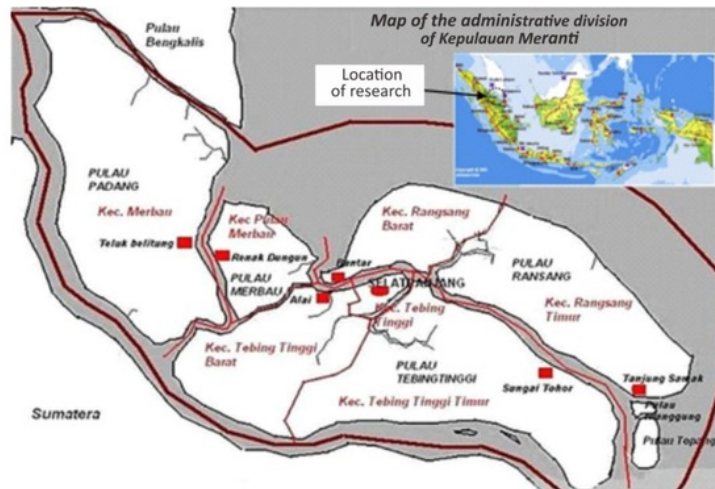 Map of the administrative division
of Kepulauan Meranti
Location
of research
Pulau
Bengkalis
PULAU
PADANG
Kec. Merbau
Teluk belitung
Kec Pulau
Merbau
Renak Dungun
PULAU
MERBAU
Kec. Rangsang
Barat
Bantar
SELATPANJANG
Alai
Kec. Tebing
Tinggi
PULAU
RANSANG
Kec. Rangsang
Timur
Kec. Tebing Tinggi
Barat
PULAU
TEBINGTINGGI
Sungai Tohor
Tanjung Samak
Kec. Tebing Tinggi Timur
Pulau
Pulau Topang
Sumatera